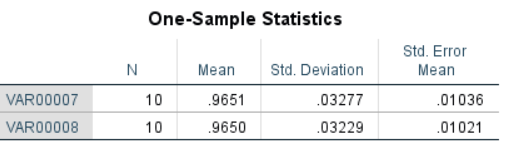 One-Sample Statistics
N Mean Std. Deviation Std. Error Mean
VAR00007 10 .9651 .03277 .01036
VAR00008 10 .9650 .03229 .01021